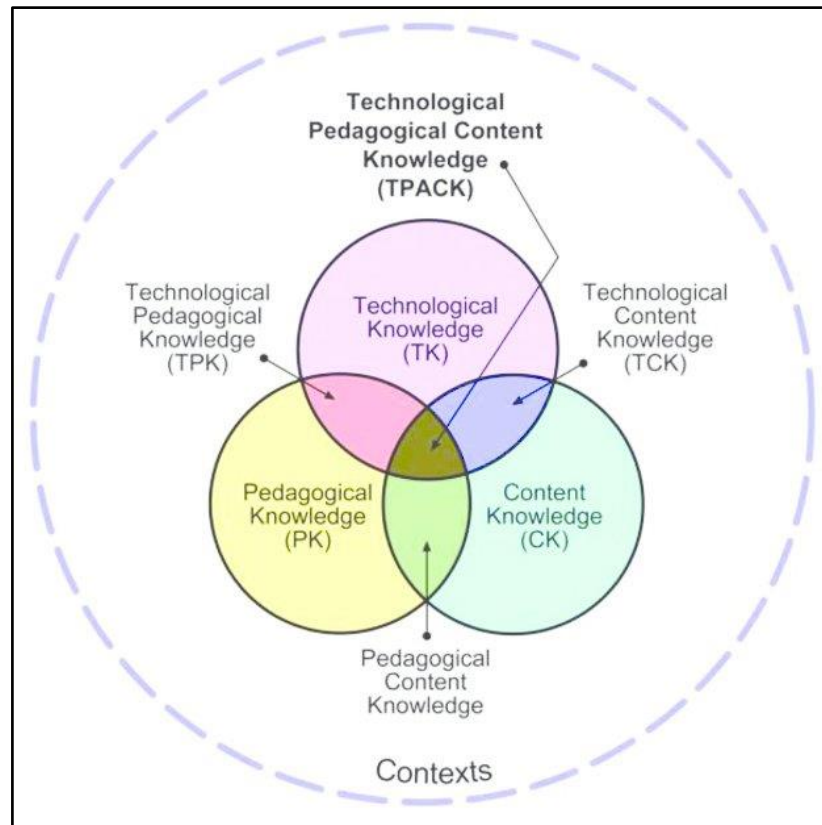 Technological
Pedagogical Content
Knowledge
(TPACK)
Technological
Pedagogical
Knowledge
(TPK)
Technological
Knowledge
(TK)
Technological
Content
Knowledge
(TCK)
Pedagogical
Knowledge
(PK)
Content
Knowledge
(CK)
Pedagogical
Content
Knowledge
Contexts